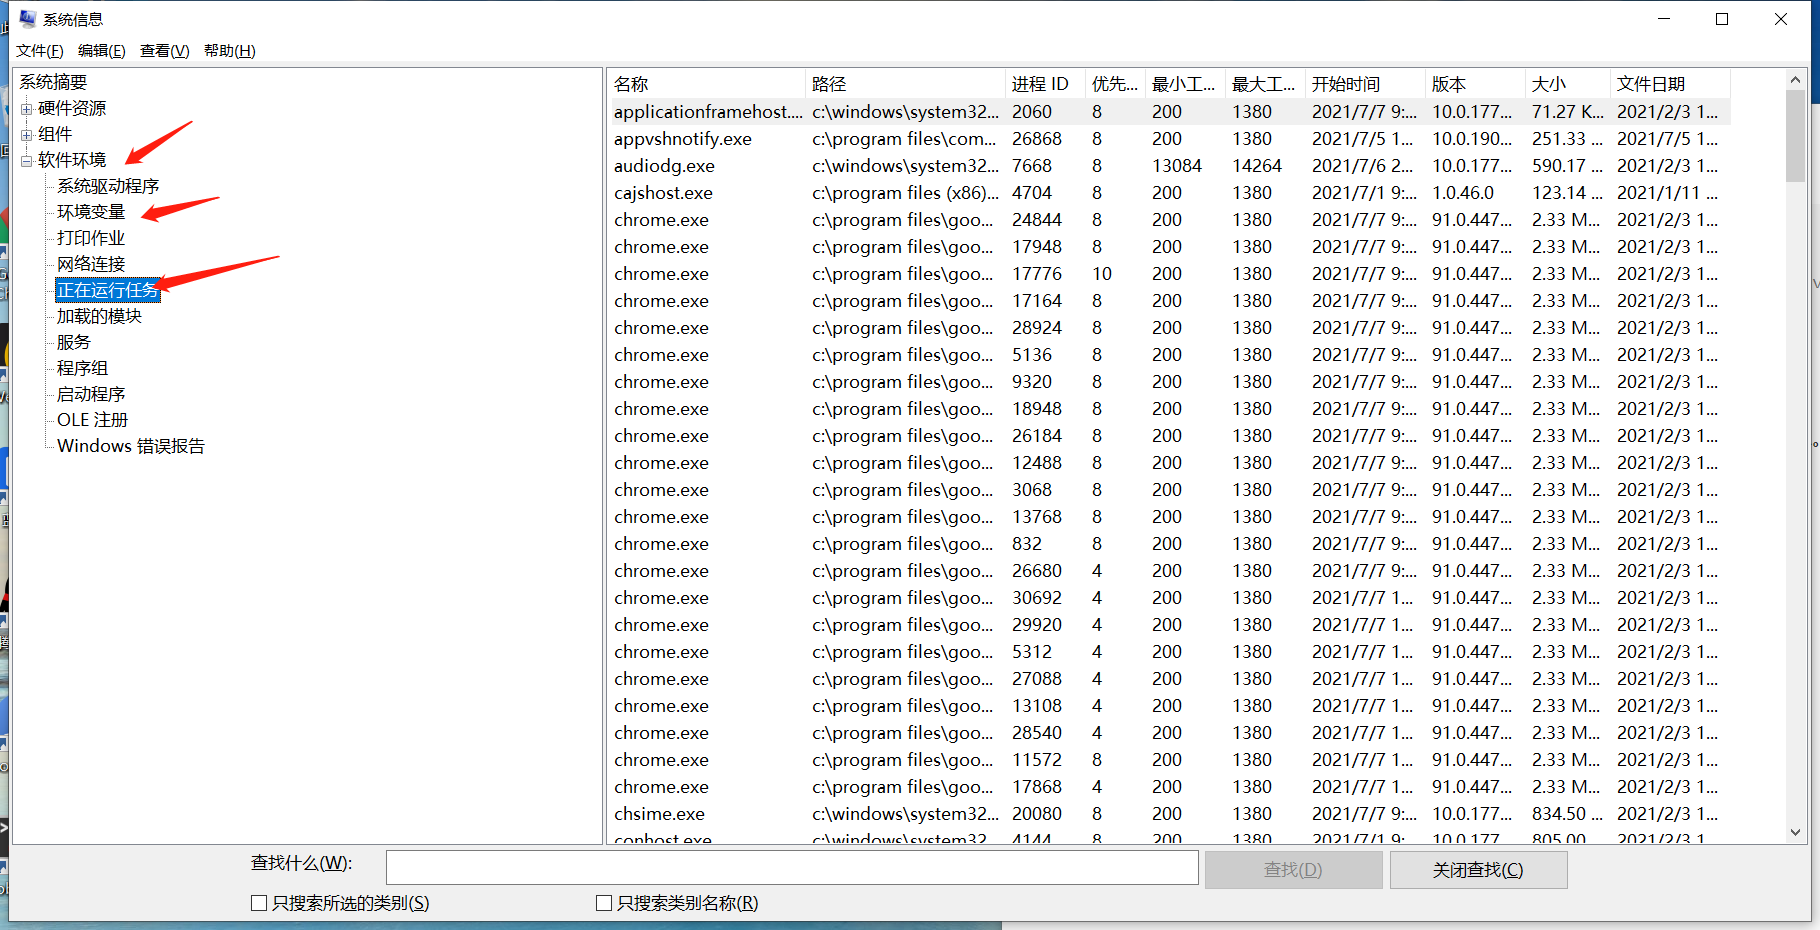 系统信息
文件(F) 编辑(E) 查看(V) 帮助(H)
系统摘要
硬件资源
组件
软件环境
系统驱动程序
环境变量
打印作业
网络连接
正在运行任务
加载的模块
服务
程序组
启动程序
OLE 注册
Windows 错误报告
名称 路径 进程 ID 优先... 最小工... 最大工... 开始时间 版本 大小 文件日期
applicationframehost.... c:\windows\system32... 2060 8 200 1380 2021/7/7 9:... 10.0.177... 71.27 K... 2021/2/3 1...
appvshnotify.exe c:\program files\com... 26868 8 200 1380 2021/7/5 1... 10.0.190... 251.33 ... 2021/7/5 1...
audiodg.exe c:\windows\system32... 7668 8 13084 14264 2021/7/6 2... 10.0.177... 590.17 ... 2021/2/3 1...
cajshost.exe c:\program files (x86)... 4704 8 200 1380 2021/7/1 9:... 1.0.46.0 123.14 ... 2021/1/11 ...
chrome.exe c:\program files\goo... 24844 8 200 1380 2021/7/7 9:... 91.0.447... 2.33 M... 2021/2/3 1...
chrome.exe c:\program files\goo... 17948 8 200 1380 2021/7/7 9:... 91.0.447... 2.33 M... 2021/2/3 1...
chrome.exe c:\program files\goo... 17776 10 200 1380 2021/7/7 9:... 91.0.447... 2.33 M... 2021/2/3 1...
chrome.exe c:\program files\goo... 17164 8 200 1380 2021/7/7 9:... 91.0.447... 2.33 M... 2021/2/3 1...
chrome.exe c:\program files\goo... 28924 8 200 1380 2021/7/7 9:... 91.0.447... 2.33 M... 2021/2/3 1...
chrome.exe c:\program files\goo... 5136 8 200 1380 2021/7/7 9:... 91.0.447... 2.33 M... 2021/2/3 1...
chrome.exe c:\program files\goo... 9320 8 200 1380 2021/7/7 9:... 91.0.447... 2.33 M... 2021/2/3 1...
chrome.exe c:\program files\goo... 18948 8 200 1380 2021/7/7 9:... 91.0.447... 2.33 M... 2021/2/3 1...
chrome.exe c:\program files\goo... 26184 8 200 1380 2021/7/7 9:... 91.0.447... 2.33 M... 2021/2/3 1...
chrome.exe c:\program files\goo... 12488 8 200 1380 2021/7/7 9:... 91.0.447... 2.33 M... 2021/2/3 1...
chrome.exe c:\program files\goo... 3068 8 200 1380 2021/7/7 9:... 91.0.447... 2.33 M... 2021/2/3 1...
chrome.exe c:\program files\goo... 13768 8 200 1380 2021/7/7 9:... 91.0.447... 2.33 M... 2021/2/3 1...
chrome.exe c:\program files\goo... 832 8 200 1380 2021/7/7 9:... 91.0.447... 2.33 M... 2021/2/3 1...
chrome.exe c:\program files\goo... 26680 4 200 1380 2021/7/7 9:... 91.0.447... 2.33 M... 2021/2/3 1...
chrome.exe c:\program files\goo... 30692 4 200 1380 2021/7/7 1... 91.0.447... 2.33 M... 2021/2/3 1...
chrome.exe c:\program files\goo... 29920 4 200 1380 2021/7/7 1... 91.0.447... 2.33 M... 2021/2/3 1...
chrome.exe c:\program files\goo... 5312 4 200 1380 2021/7/7 1... 91.0.447... 2.33 M... 2021/2/3 1...
chrome.exe c:\program files\goo... 27088 4 200 1380 2021/7/7 1... 91.0.447... 2.33 M... 2021/2/3 1...
chrome.exe c:\program files\goo... 13108 4 200 1380 2021/7/7 1... 91.0.447... 2.33 M... 2021/2/3 1...
chrome.exe c:\program files\goo... 28540 4 200 1380 2021/7/7 1... 91.0.447... 2.33 M... 2021/2/3 1...
chrome.exe c:\program files\goo... 11572 8 200 1380 2021/7/7 1... 91.0.447... 2.33 M... 2021/2/3 1...
chrome.exe c:\program files\goo... 17868 4 200 1380 2021/7/7 1... 91.0.447... 2.33 M... 2021/2/3 1...
chsime.exe c:\windows\system32... 20080 8 200 1380 2021/7/7 9:... 10.0.177... 834.50 ... 2021/2/3 1...
conhost.exe c:\windows\system32... 4144 8 200 1380 2021/7/1 9:... 10.0.177... 805.00 ... 2021/2/3 1...
查找什么(W):
查找(D) 关闭查找(C)
只搜索所选的类别(S) 只搜索类别名称(R)